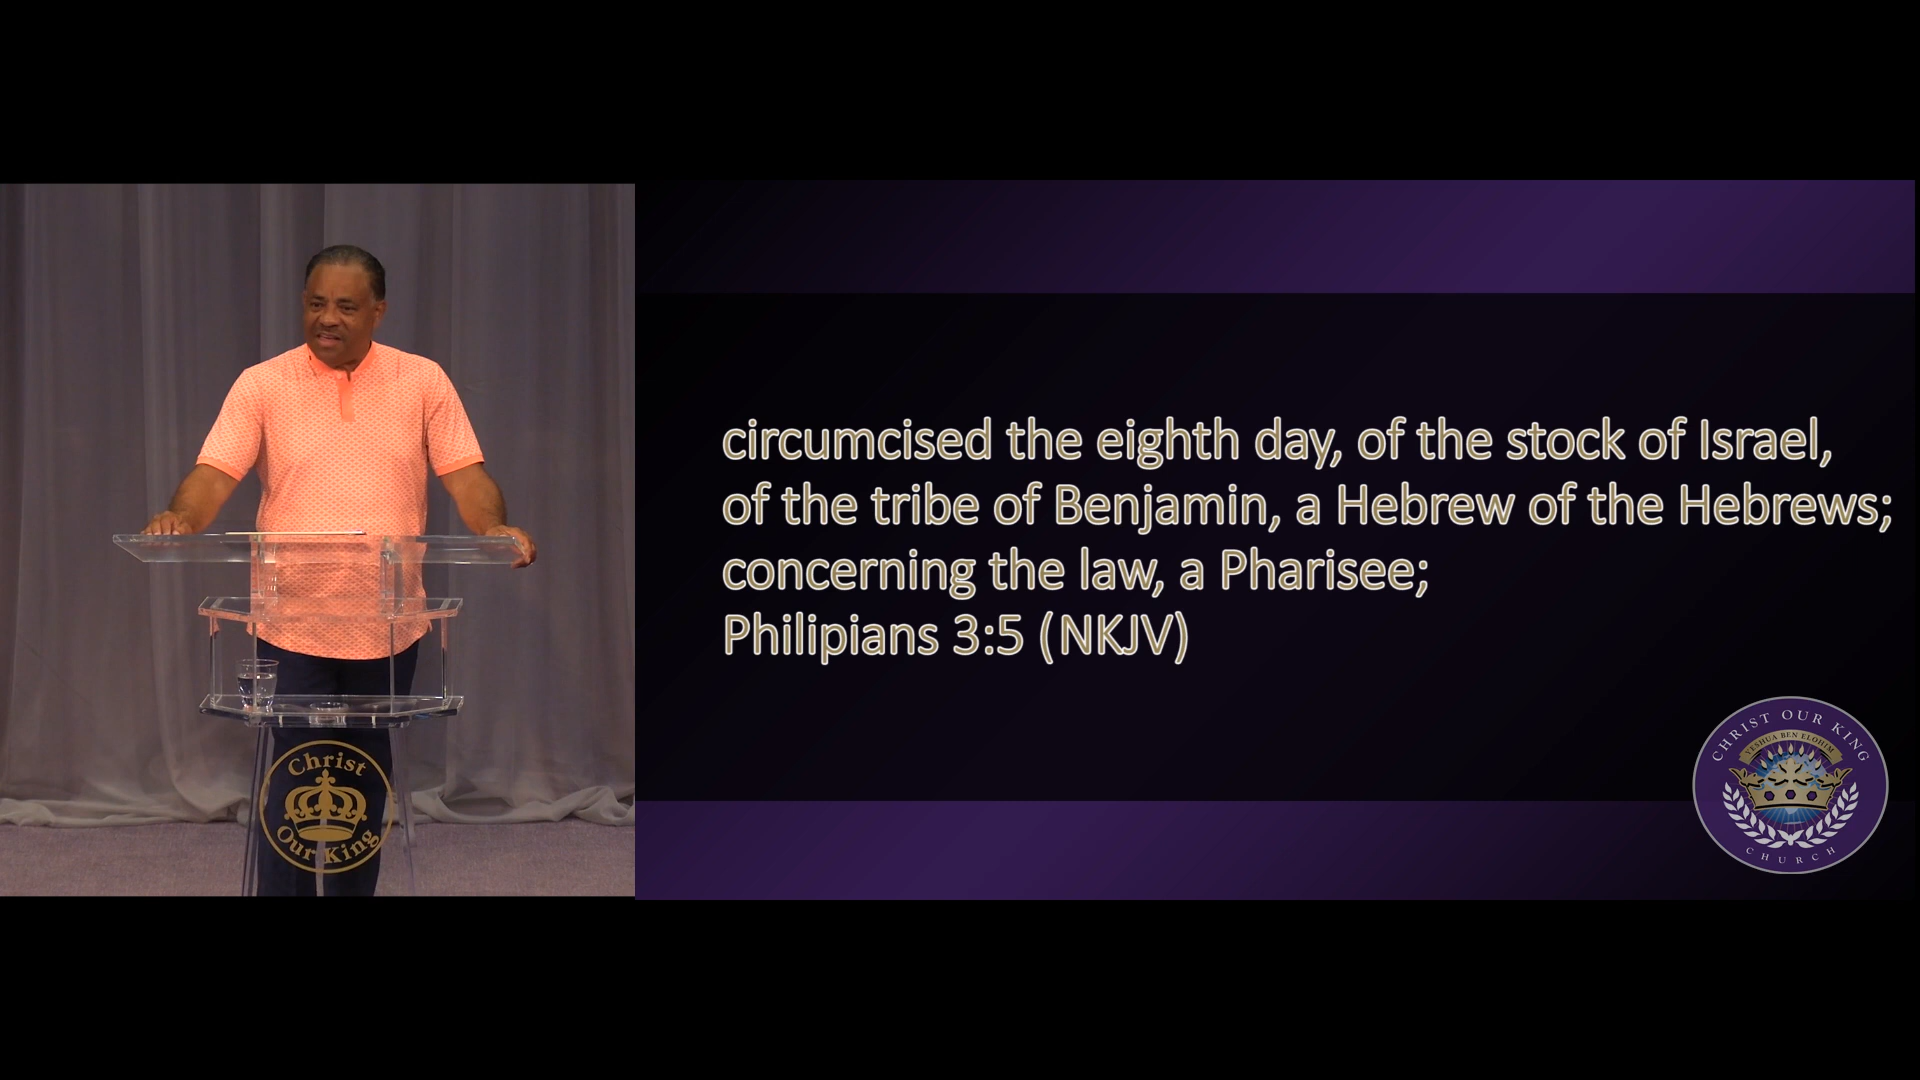 circumcised the eighth day, of the stock of Israel,
of the tribe of Benjamin, a Hebrew of the Hebrews;
concerning the law, a Pharisee;
Philipians 3:5 (NKJV)
Christ
Our King
CHRIST OUR KING
YESHUA BEN ELOHIM
CHURCH